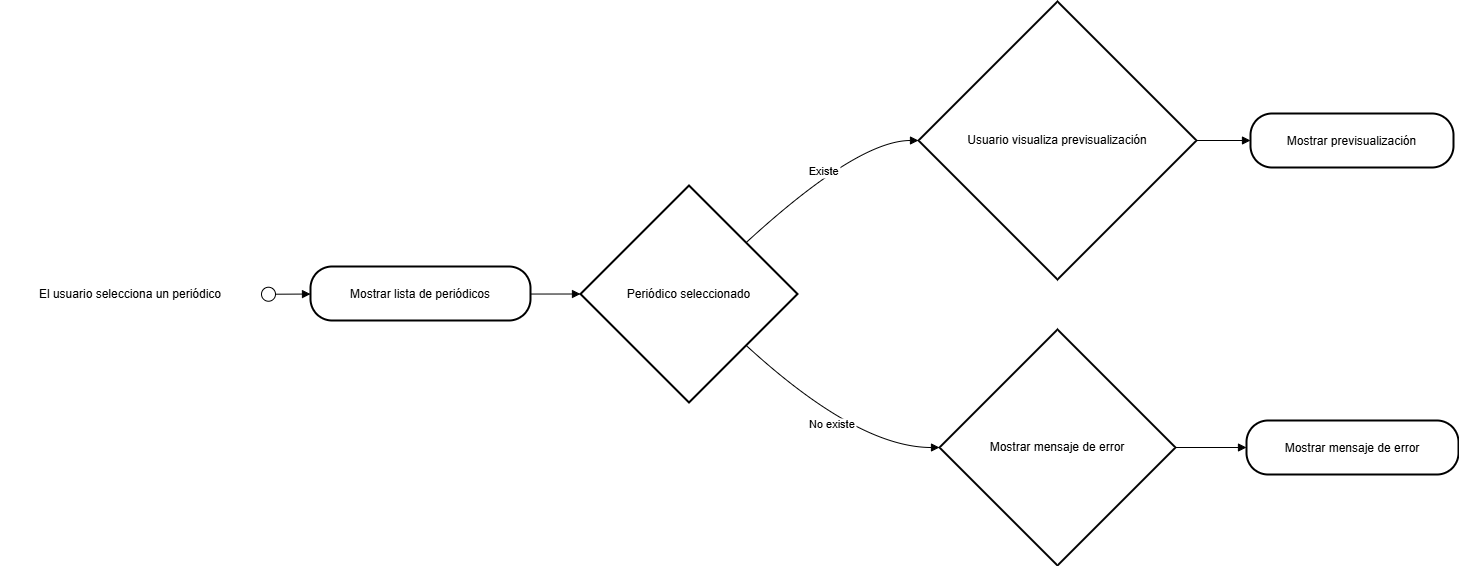 El usuario selecciona un periódico
Mostrar lista de periódicos
Periódico seleccionado
Existe
Usuario visualiza previsualización
Mostrar previsualización
No existe
Mostrar mensaje de error
Mostrar mensaje de error